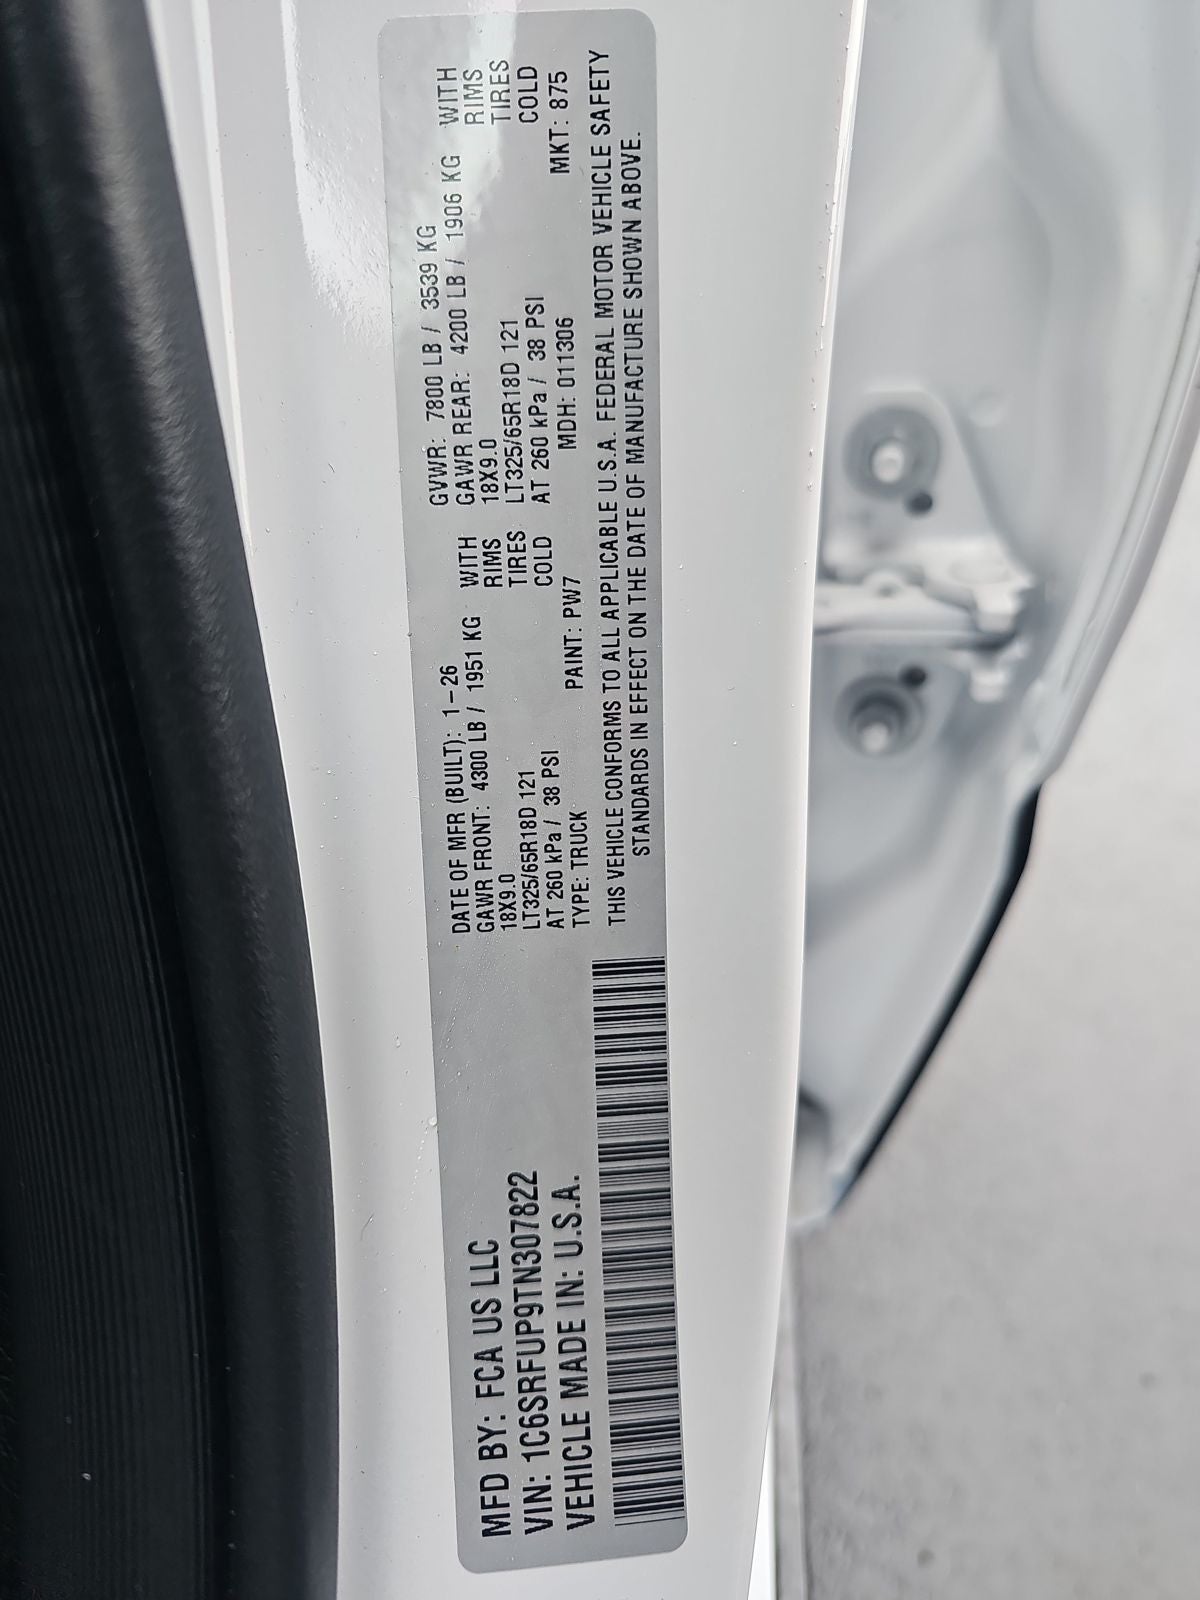 MFD BY: FCA US LLC
VIN: 1C6SRFUP9TN307822
VEHICLE MADE IN: U.S.A.
DATE OF MFR (BUILT): 1-26
GAWR FRONT: 4300 LB / 1951 KG WITH
18X9.0 RIMS
LT325/65R18D 121 TIRES
AT 260 kPa / 38 PSI COLD
TYPE: TRUCK PAINT: PW7
GVWR: 7800 LB / 3539 KG
GAWR REAR: 4200 LB / 1906 KG WITH
18X9.0 RIMS
LT325/65R18D 121 TIRES
AT 260 kPa / 38 PSI COLD
MDH: 011306 MKT: 875
THIS VEHICLE CONFORMS TO ALL APPLICABLE U.S.A. FEDERAL MOTOR VEHICLE SAFETY
STANDARDS IN EFFECT ON THE DATE OF MANUFACTURE SHOWN ABOVE.